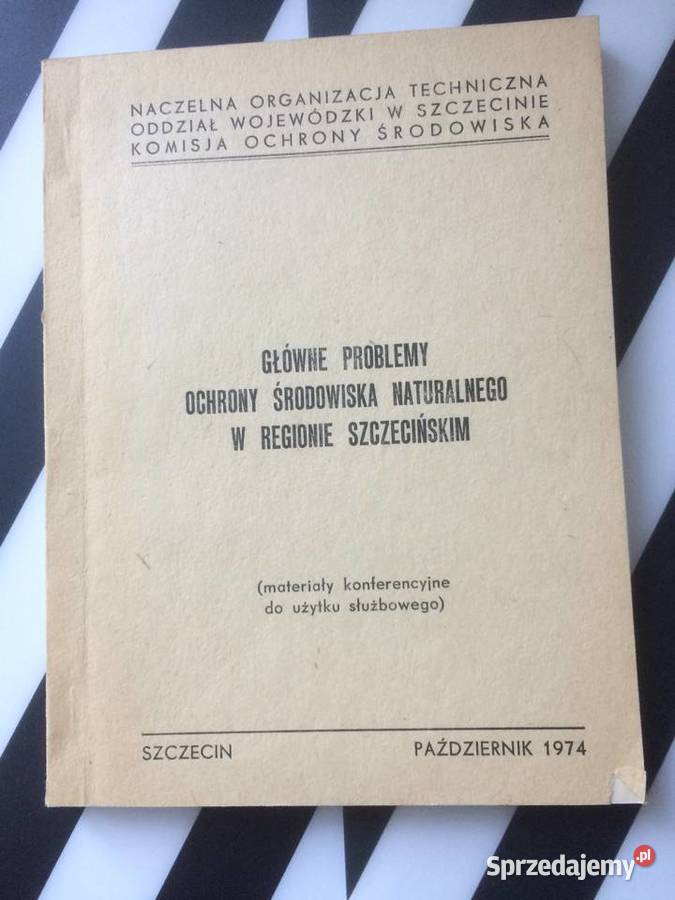 NACZELNA ORGANIZACJA TECHNICZNA
ODDZIAŁ WOJEWÓDZKI W SZCZECINIE
KOMISJA OCHRONY ŚRODOWISKA
GŁÓWNE PROBLEMY
OCHRONY ŚRODOWISKA NATURALNEGO
W REGIONIE SZCZECIŃSKIM
(materiały konferencyjne
do użytku służbowego)
SZCZECIN PAŹDZIERNIK 1974
Sprzedajemy.pl